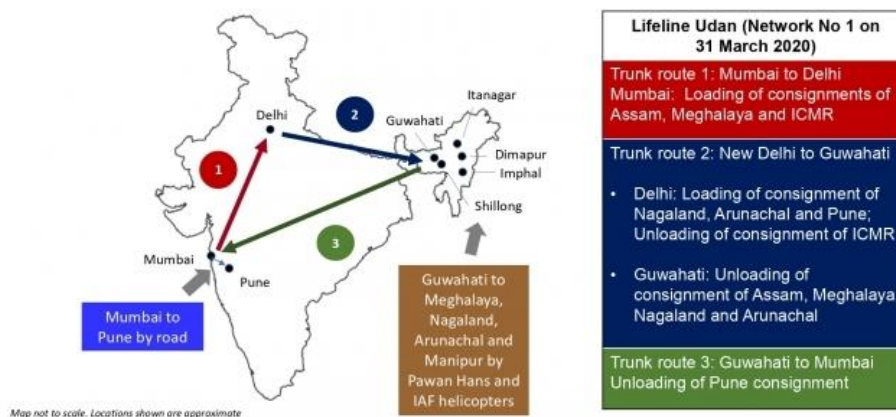 Delhi
2
Itanagar
Guwahati
Dimapur
Imphal
1
Shillong
3
Mumbai
Pune
Mumbai to
Pune by road
Guwahati to
Meghalaya,
Nagaland,
Arunachal and
Manipur by
Pawan Hans and
IAF helicopters
Map not to scale. Locations shown are approximate
Lifeline Udan (Network No 1 on
31 March 2020)
Trunk route 1: Mumbai to Delhi
Mumbai: Loading of consignments of
Assam, Meghalaya and ICMR
Trunk route 2: New Delhi to Guwahati
• Delhi: Loading of consignment of
Nagaland, Arunachal and Pune;
Unloading of consignment of ICMR
• Guwahati: Unloading of
consignment of Assam, Meghalaya
Nagaland and Arunachal
Trunk route 3: Guwahati to Mumbai
Unloading of Pune consignment